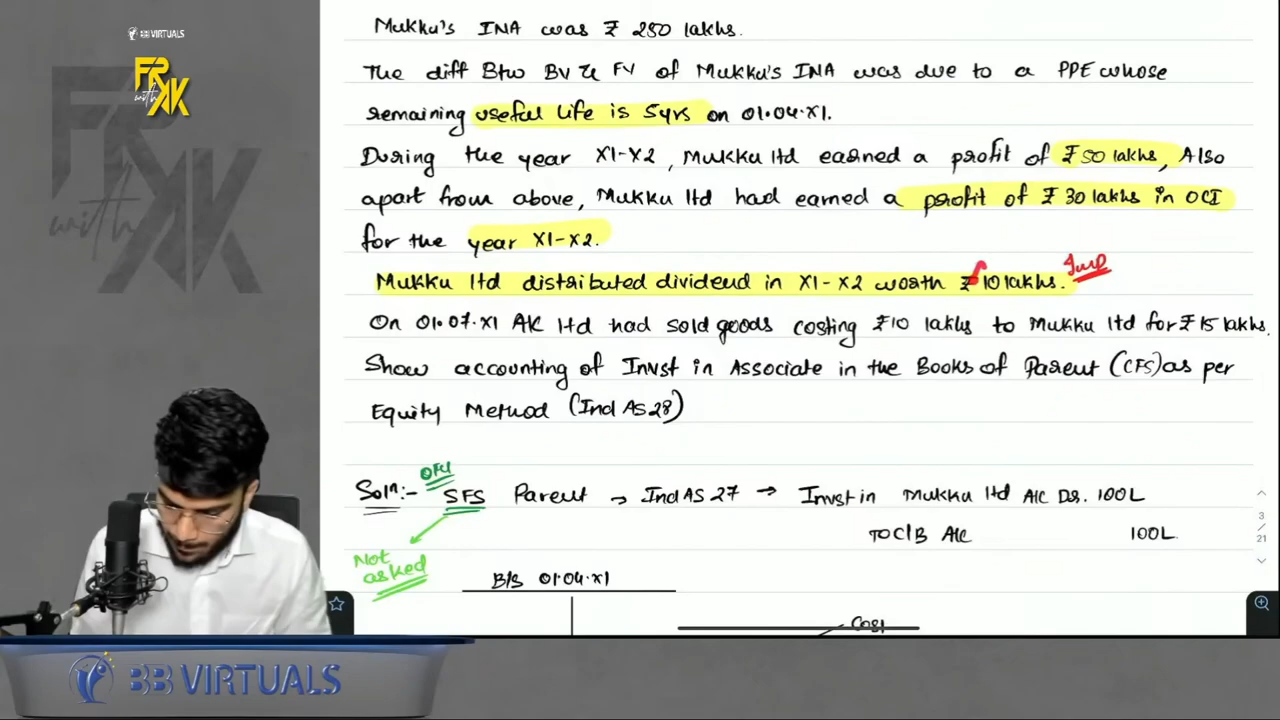 BB VIRTUALS
FR
with
AK
Mukku's INA was ₹ 250 lakhs.
The diff Btw BV & FV of Mukku's INA was due to a PPE whose
remaining useful life is 5yrs on 01.04.X1.
During the year X1-X2, Mukku ltd earned a profit of ₹50 lakhs, Also
apart from above, Mukku ltd had earned a profit of ₹ 30 lakhs in OCI
for the year X1-X2.
Mukku ltd distributed dividend in X1-X2 worth ₹10 lakhs. Imp
On 01.07.X1 AK ltd had sold goods costing ₹10 lakhs to Mukku ltd for ₹15 lakhs.
Show accounting of Invst in Associate in the Books of Parent (CFS) as per
Equity Method (Ind AS 28)
Soln:- SFS Parent → Ind AS 27 → Invst in Mukku ltd A/C Dr. 100L
TO C/B A/C 100L
Not
asked
B/S 01.04.X1
Cost
3
/
21
BB VIRTUALS